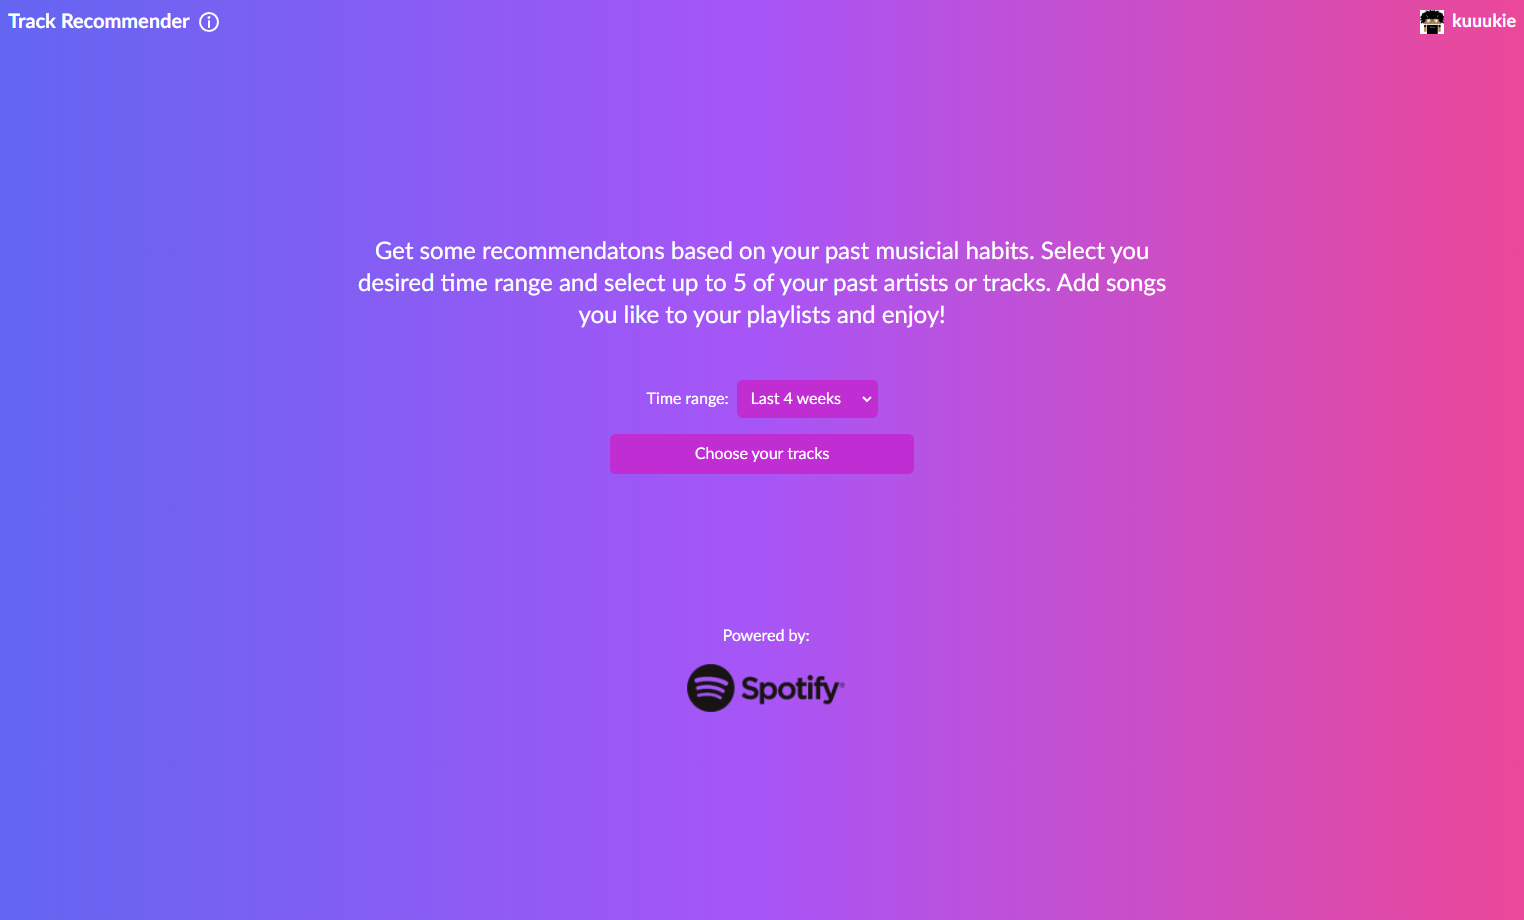 Track Recommender
kuuukie
Get some recommendatons based on your past musicial habits. Select you
desired time range and select up to 5 of your past artists or tracks. Add songs
you like to your playlists and enjoy!
Time range: Last 4 weeks
Choose your tracks
Powered by:
Spotify®